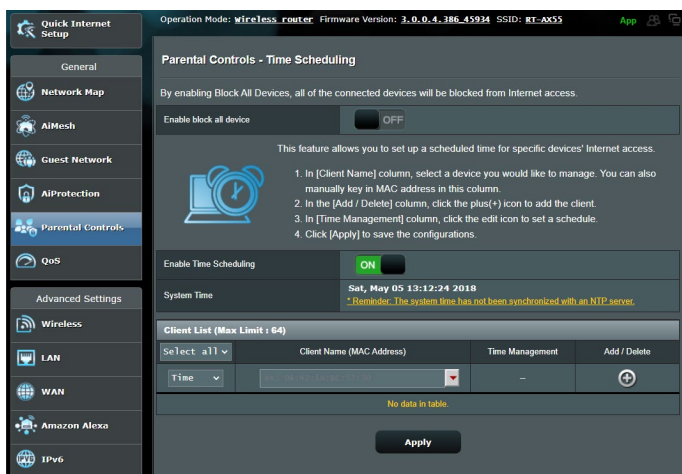 Quick Internet
Setup
Operation Mode: Wireless router Firmware Version: 3.0.0.4.386_45934 SSID: RT-AX55 App
General
Network Map
AiMesh
Guest Network
AiProtection
Parental Controls
QoS
Advanced Settings
Wireless
LAN
WAN
Amazon Alexa
IPv6
Parental Controls - Time Scheduling
By enabling Block All Devices, all of the connected devices will be blocked from Internet access.
Enable block all device OFF
This feature allows you to set up a scheduled time for specific devices' Internet access.
1. In [Client Name] column, select a device you would like to manage. You can also
manually key in MAC address in this column.
2. In the [Add / Delete] column, click the plus(+) icon to add the client.
3. In [Time Management] column, click the edit icon to set a schedule.
4. Click [Apply] to save the configurations.
Enable Time Scheduling ON
System Time Sat, May 05 13:12:24 2018
* Reminder: The system time has not been synchronized with an NTP server.
Client List (Max Limit : 64)
Select all Client Name (MAC Address) Time Management Add / Delete
Time –
No data in table.
Apply